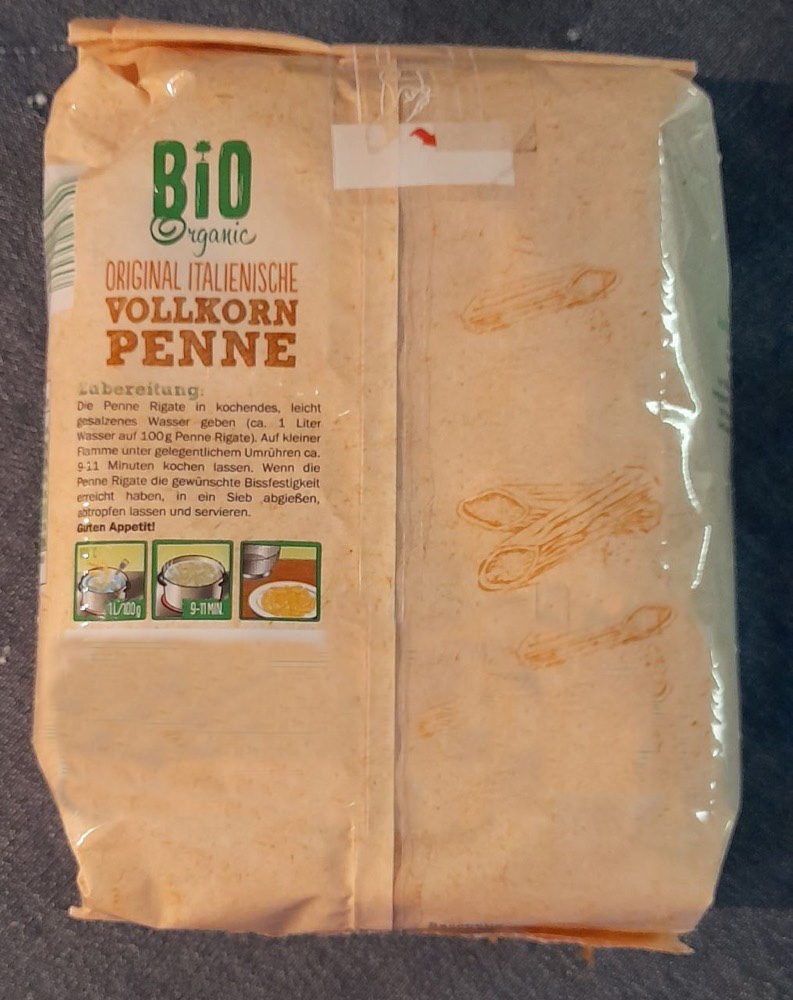 BiO
Organic
ORIGINAL ITALIENISCHE
VOLLKORN
PENNE
Zubereitung:
Die Penne Rigate in kochendes, leicht
gesalzenes Wasser geben (ca. 1 Liter
Wasser auf 100g Penne Rigate). Auf kleiner
Flamme unter gelegentlichem Umrühren ca.
9-11 Minuten kochen lassen. Wenn die
Penne Rigate die gewünschte Bissfestigkeit
erreicht haben, in ein Sieb abgießen,
abtropfen lassen und servieren.
Guten Appetit!
1L/100g
9-11 MIN.